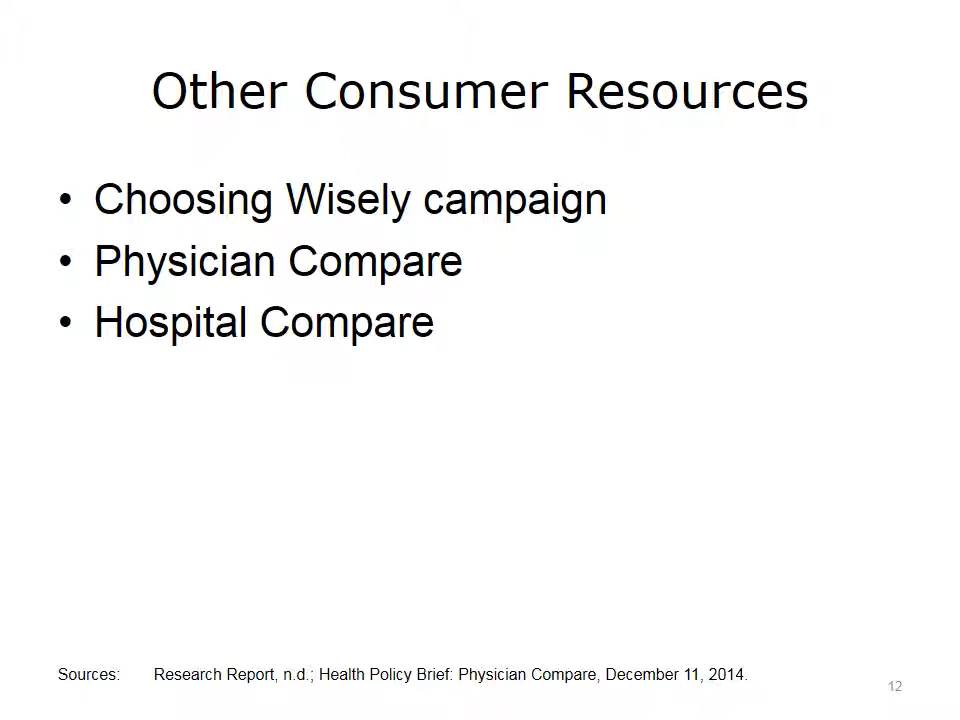 Other Consumer Resources
• Choosing Wisely campaign
• Physician Compare
• Hospital Compare
Sources: Research Report, n.d.; Health Policy Brief: Physician Compare, December 11, 2014.
12